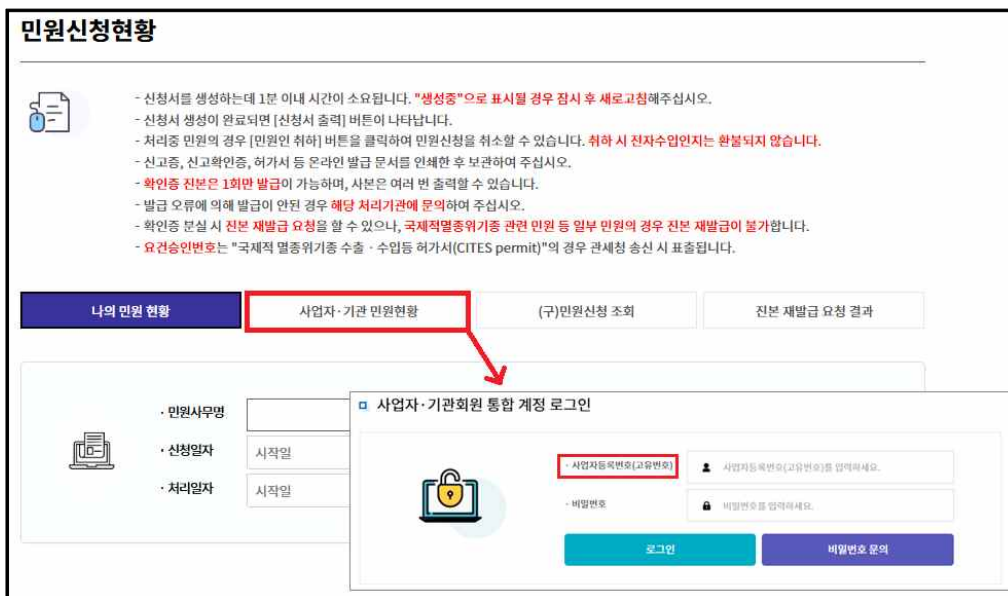 민원신청현황
- 신청서를 생성하는데 1분 이내 시간이 소요됩니다. "생성중"으로 표시될 경우 잠시 후 새로고침해주십시오.
- 신청서 생성이 완료되면 [신청서 출력] 버튼이 나타납니다.
- 처리중 민원의 경우 [민원인 취하] 버튼을 클릭하여 민원신청을 취소할 수 있습니다. 취하 시 전자수입인지는 환불되지 않습니다.
- 신고증, 신고확인증, 허가서 등 온라인 발급 문서를 인쇄한 후 보관하여 주십시오.
- 확인증 진본은 1회만 발급이 가능하며, 사본은 여러 번 출력할 수 있습니다.
- 발급 오류에 의해 발급이 안된 경우 해당 처리기관에 문의하여 주십시오.
- 확인증 분실 시 진본 재발급 요청을 할 수 있으나, 국제적멸종위기종 관련 민원 등 일부 민원의 경우 진본 재발급이 불가합니다.
- 요건승인번호는 "국제적 멸종위기종 수출 · 수입등 허가서(CITES permit)"의 경우 관세청 송신 시 표출됩니다.
나의 민원 현황
사업자·기관 민원현황
(구)민원신청 조회
진본 재발급 요청 결과
· 민원사무명
· 신청일자 시작일
· 처리일자 시작일
사업자·기관회원 통합 계정 로그인
· 사업자등록번호(고유번호) 사업자등록번호(고유번호)를 입력하세요.
· 비밀번호 비밀번호를 입력하세요.
로그인
비밀번호 문의